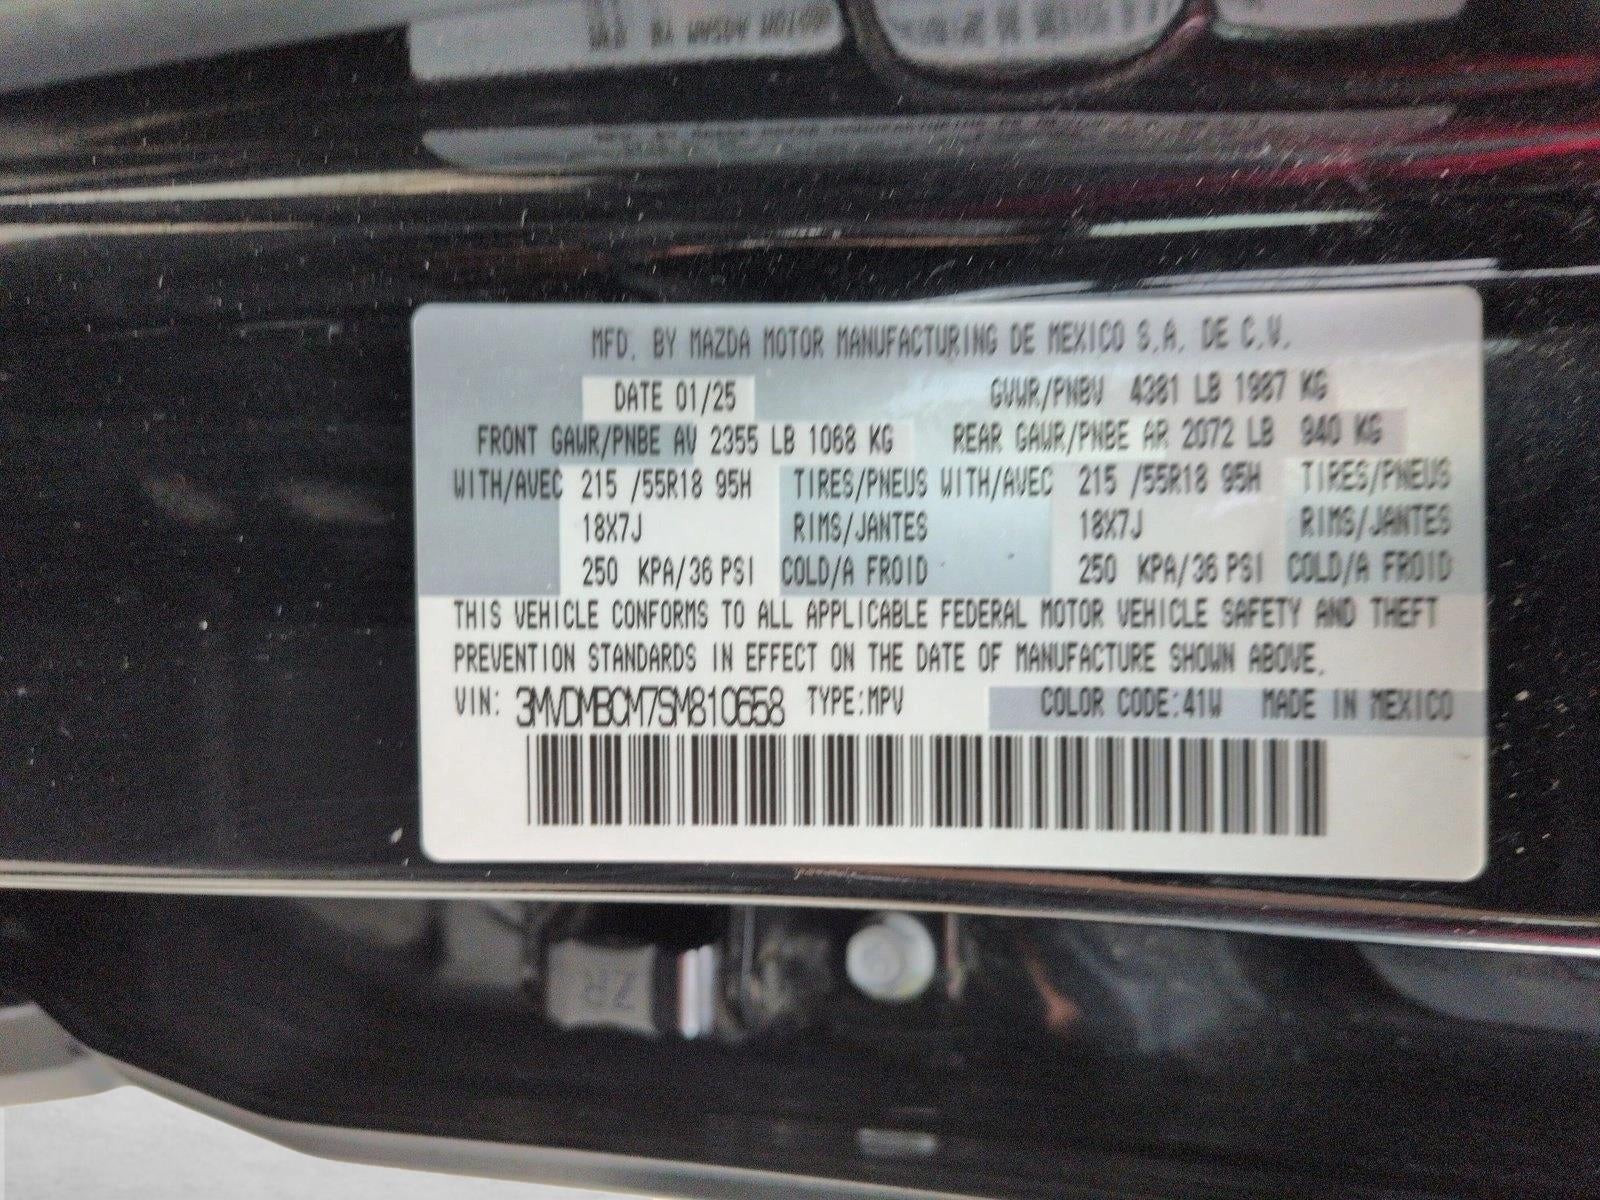 MFD. BY MAZDA MOTOR MANUFACTURING DE MEXICO S.A. DE C.V.
DATE 01/25 GVWR/PNBV 4381 LB 1987 KG
FRONT GAWR/PNBE AV 2355 LB 1068 KG REAR GAWR/PNBE AR 2072 LB 940 KG
WITH/AVEC 215 /55R18 95H TIRES/PNEUS WITH/AVEC 215 /55R18 95H TIRES/PNEUS
18X7J RIMS/JANTES 18X7J RIMS/JANTES
250 KPA/36 PSI COLD/A FROID 250 KPA/36 PSI COLD/A FROID
THIS VEHICLE CONFORMS TO ALL APPLICABLE FEDERAL MOTOR VEHICLE SAFETY AND THEFT
PREVENTION STANDARDS IN EFFECT ON THE DATE OF MANUFACTURE SHOWN ABOVE.
VIN: 3MVDMBCM7SM810658 TYPE:MPV COLOR CODE:41W MADE IN MEXICO
ZR